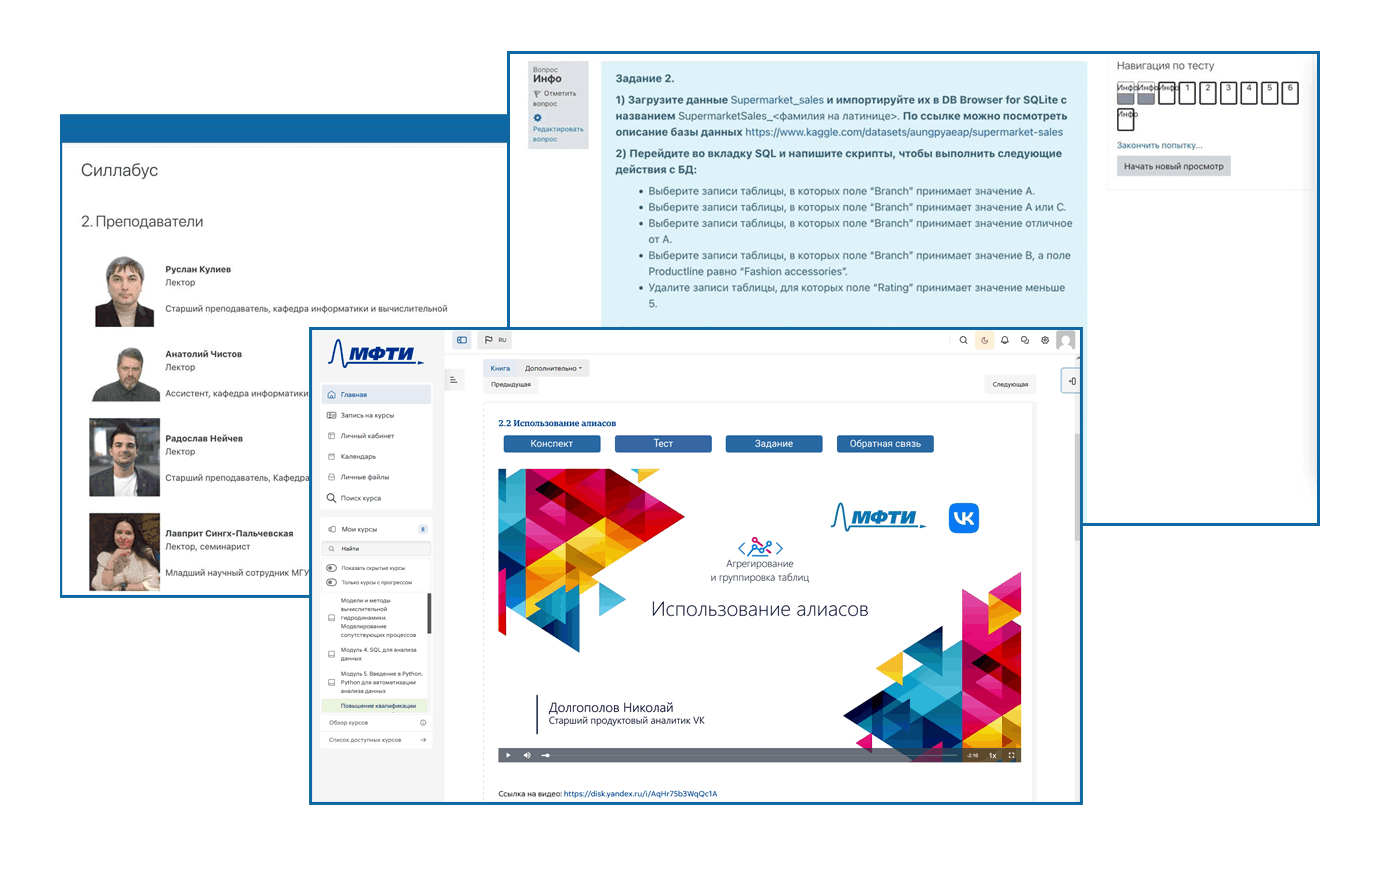 Силлабус
2. Преподаватели
Руслан Кулиев
Лектор
Старший преподаватель, кафедра информатики и вычислительной
Анатолий Чистов
Лектор
Ассистент, кафедра информатики
Радослав Нейчев
Лектор
Старший преподаватель, Кафедра
Лавприт Сингх-Пальчевская
Лектор, семинарист
Младший научный сотрудник МГУ
Вопрос
Инфо
Отметить
вопрос
Редактировать
вопрос
Задание 2.
1) Загрузите данные Supermarket_sales и импортируйте их в DB Browser for SQLite с
названием SupermarketSales_<фамилия на латинице>. По ссылке можно посмотреть
описание базы данных https://www.kaggle.com/datasets/aungpyaeap/supermarket-sales
2) Перейдите во вкладку SQL и напишите скрипты, чтобы выполнить следующие
действия с БД:
• Выберите записи таблицы, в которых поле “Branch” принимает значение A.
• Выберите записи таблицы, в которых поле “Branch” принимает значение A или C.
• Выберите записи таблицы, в которых поле “Branch” принимает значение отличное
от A.
• Выберите записи таблицы, в которых поле “Branch” принимает значение B, а поле
Productline равно “Fashion accessories”.
• Удалите записи таблицы, для которых поле “Rating” принимает значение меньше
5.
Навигация по тесту
Инфо Инфо Инфо 1 2 3 4 5 6
Инфо
Закончить попытку...
Начать новый просмотр
МФТИ
Главная
Запись на курсы
Личный кабинет
Календарь
Личные файлы
Поиск курса
Мои курсы 8
Найти
Показать скрытые курсы
Только курсы с прогрессом
Модели и методы
вычислительной
гидродинамики.
Моделирование
сопутствующих процессов
Модуль 4. SQL для анализа
данных
Модуль 5. Введение в Python.
Python для автоматизации
анализа данных
Повышение квалификации
Обзор курсов
Список доступных курсов
RU
Книга Дополнительно
Предыдущая
Следующая
2.2 Использование алиасов
Конспект Тест Задание Обратная связь
МФТИ
VK
Агрегирование
и группировка таблиц
Использование алиасов
Долгополов Николай
Старший продуктовый аналитик VK
-2:16 1x
Ссылка на видео: https://disk.yandex.ru/i/AqHr75b3WqQc1A